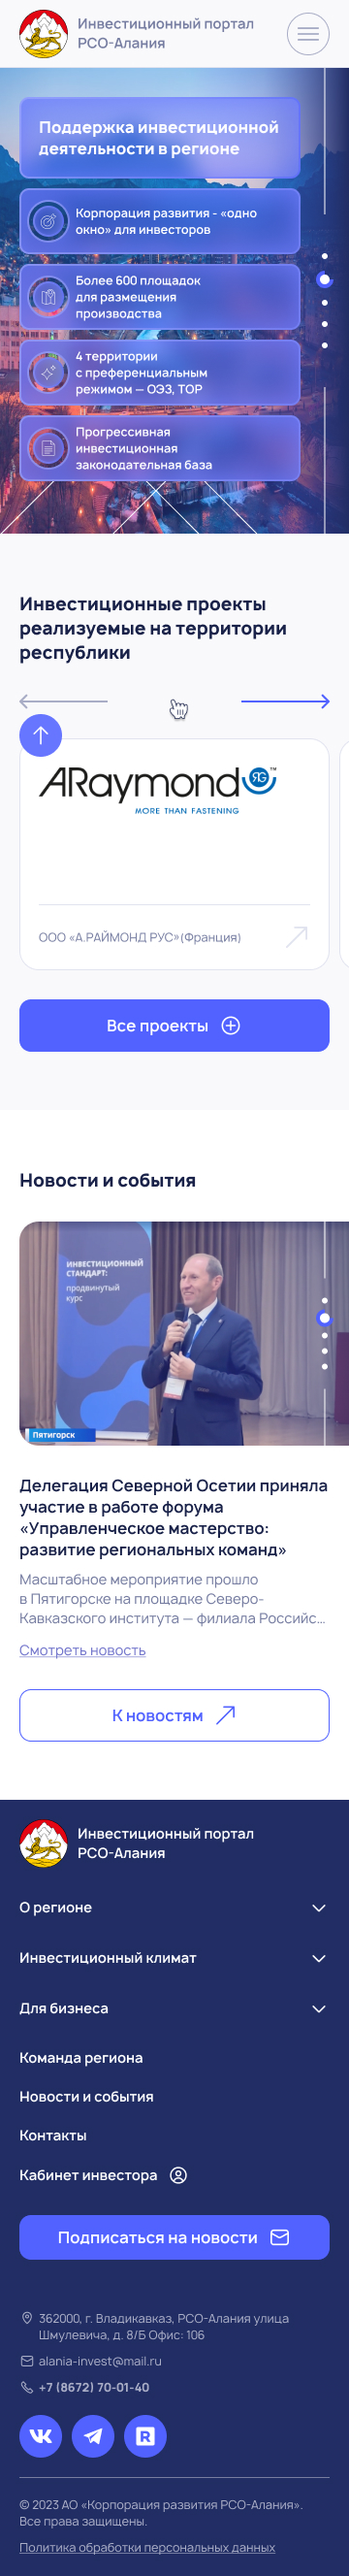 Инвестиционный портал
РСО-Алания
Поддержка инвестиционной
деятельности в регионе
Корпорация развития - «одно
окно» для инвесторов
Более 600 площадок
для размещения
производства
4 территории
с преференциальным
режимом — ОЭЗ, ТОР
Прогрессивная
инвестиционная
законодательная база
Инвестиционные проекты
реализуемые на территории
республики
ARaymond
MORE THAN FASTENING
ООО «А.РАЙМОНД РУС»(Франция)
Все проекты
Новости и события
ИНВЕСТИЦИОННЫЙ
СТАНДАРТ:
продвинутый
курс
Пятигорск
Делегация Северной Осетии приняла
участие в работе форума
«Управленческое мастерство:
развитие региональных команд»
Масштабное мероприятие прошло
в Пятигорске на площадке Северо-
Кавказского института — филиала Российс...
Смотреть новость
К новостям
Инвестиционный портал
РСО-Алания
О регионе
Инвестиционный климат
Для бизнеса
Команда региона
Новости и события
Контакты
Кабинет инвестора
Подписаться на новости
362000, г. Владикавказ, РСО-Алания улица
Шмулевича, д. 8/Б Офис: 106
alania-invest@mail.ru
+7 (8672) 70-01-40
© 2023 АО «Корпорация развития РСО-Алания».
Все права защищены.
Политика обработки персональных данных